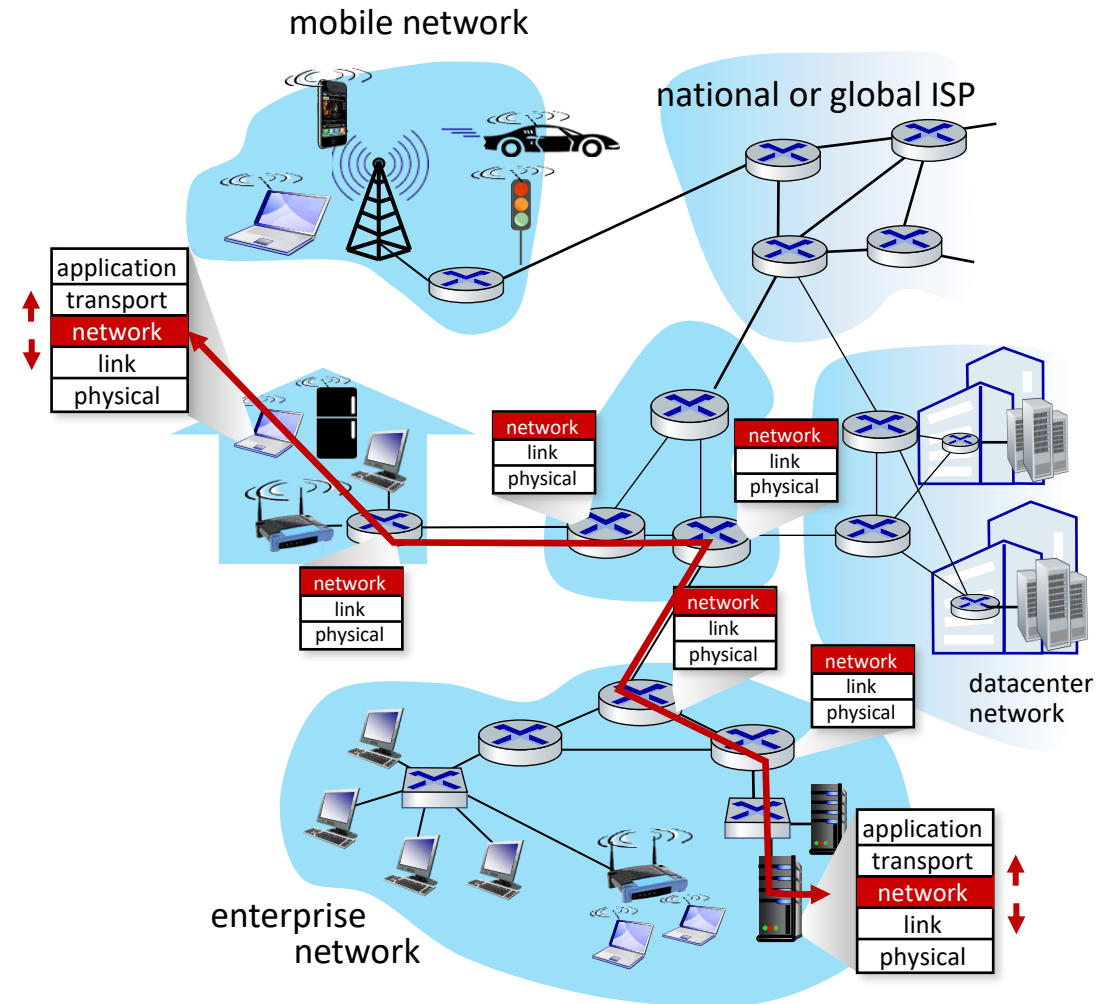 mobile network
national or global ISP
application
transport
network
link
physical
network
link
physical
network
link
physical
network
link
physical
network
link
physical
network
link
physical
datacenter
network
application
transport
network
link
physical
enterprise
network